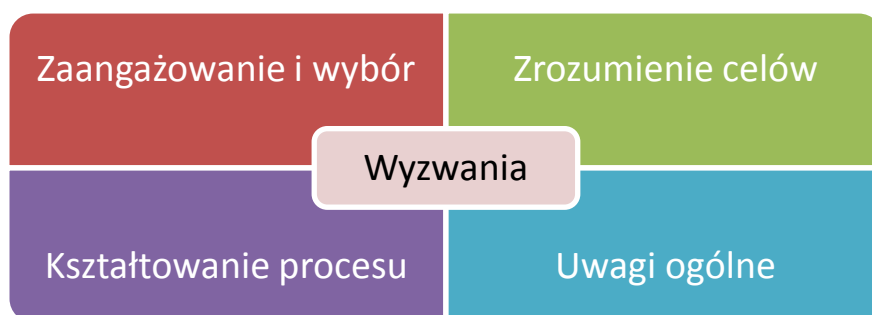 Zaangażowanie i wybór
Zrozumienie celów
Wyzwania
Kształtowanie procesu
Uwagi ogólne